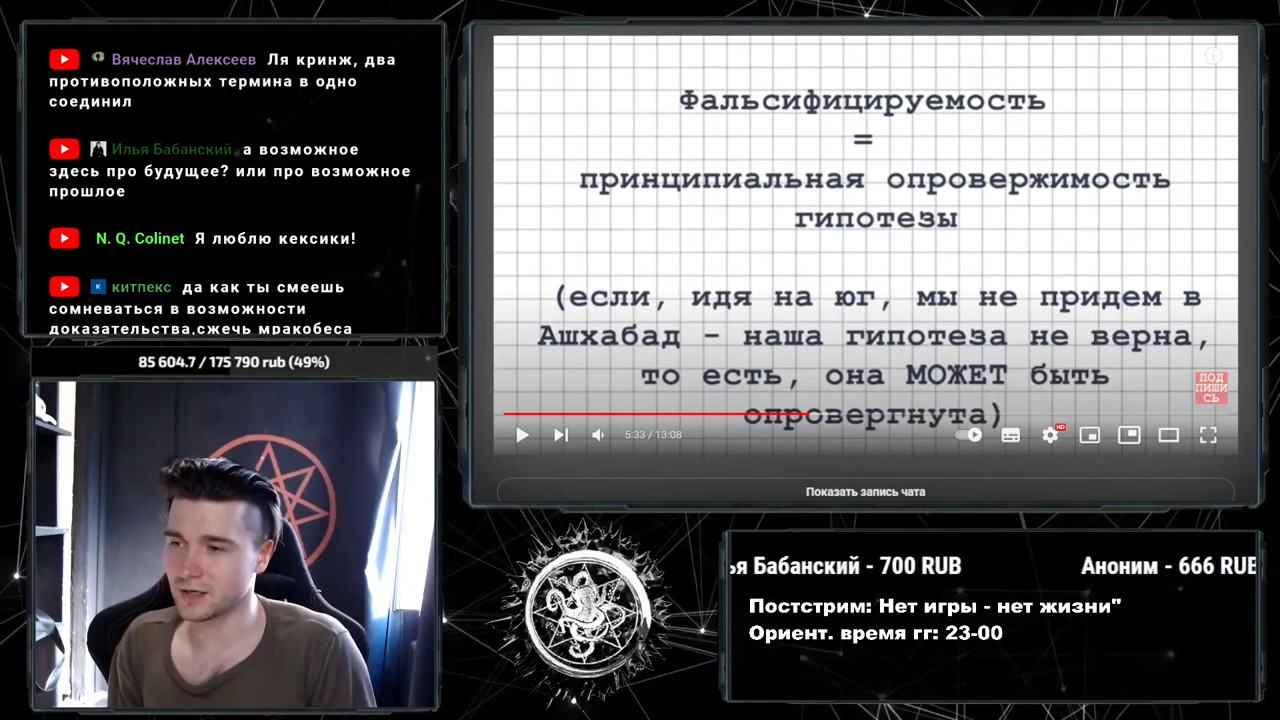 Вячеслав Алексеев Ля кринж, два
противоположных термина в одно
соединил
Илья Бабанский а возможное
здесь про будущее? или про возможное
прошлое
N. Q. Colinet Я люблю кексики!
китпекс да как ты смеешь
сомневаться в возможности
доказательства,сжечь мракобеса
85 604.7 / 175 790 rub (49%)
Фальсифицируемость
=
принципиальная опровержимость
гипотезы
(если, идя на юг, мы не придем в
Ашхабад - наша гипотеза не верна,
то есть, она МОЖЕТ быть
опровергнута)
ПОД
ПИШИ
СЬ
5:33 / 13:08
HD
Показать запись чата
ья Бабанский - 700 RUB Аноним - 666 RUB
Постстрим: Нет игры - нет жизни"
Ориент. время гг: 23-00